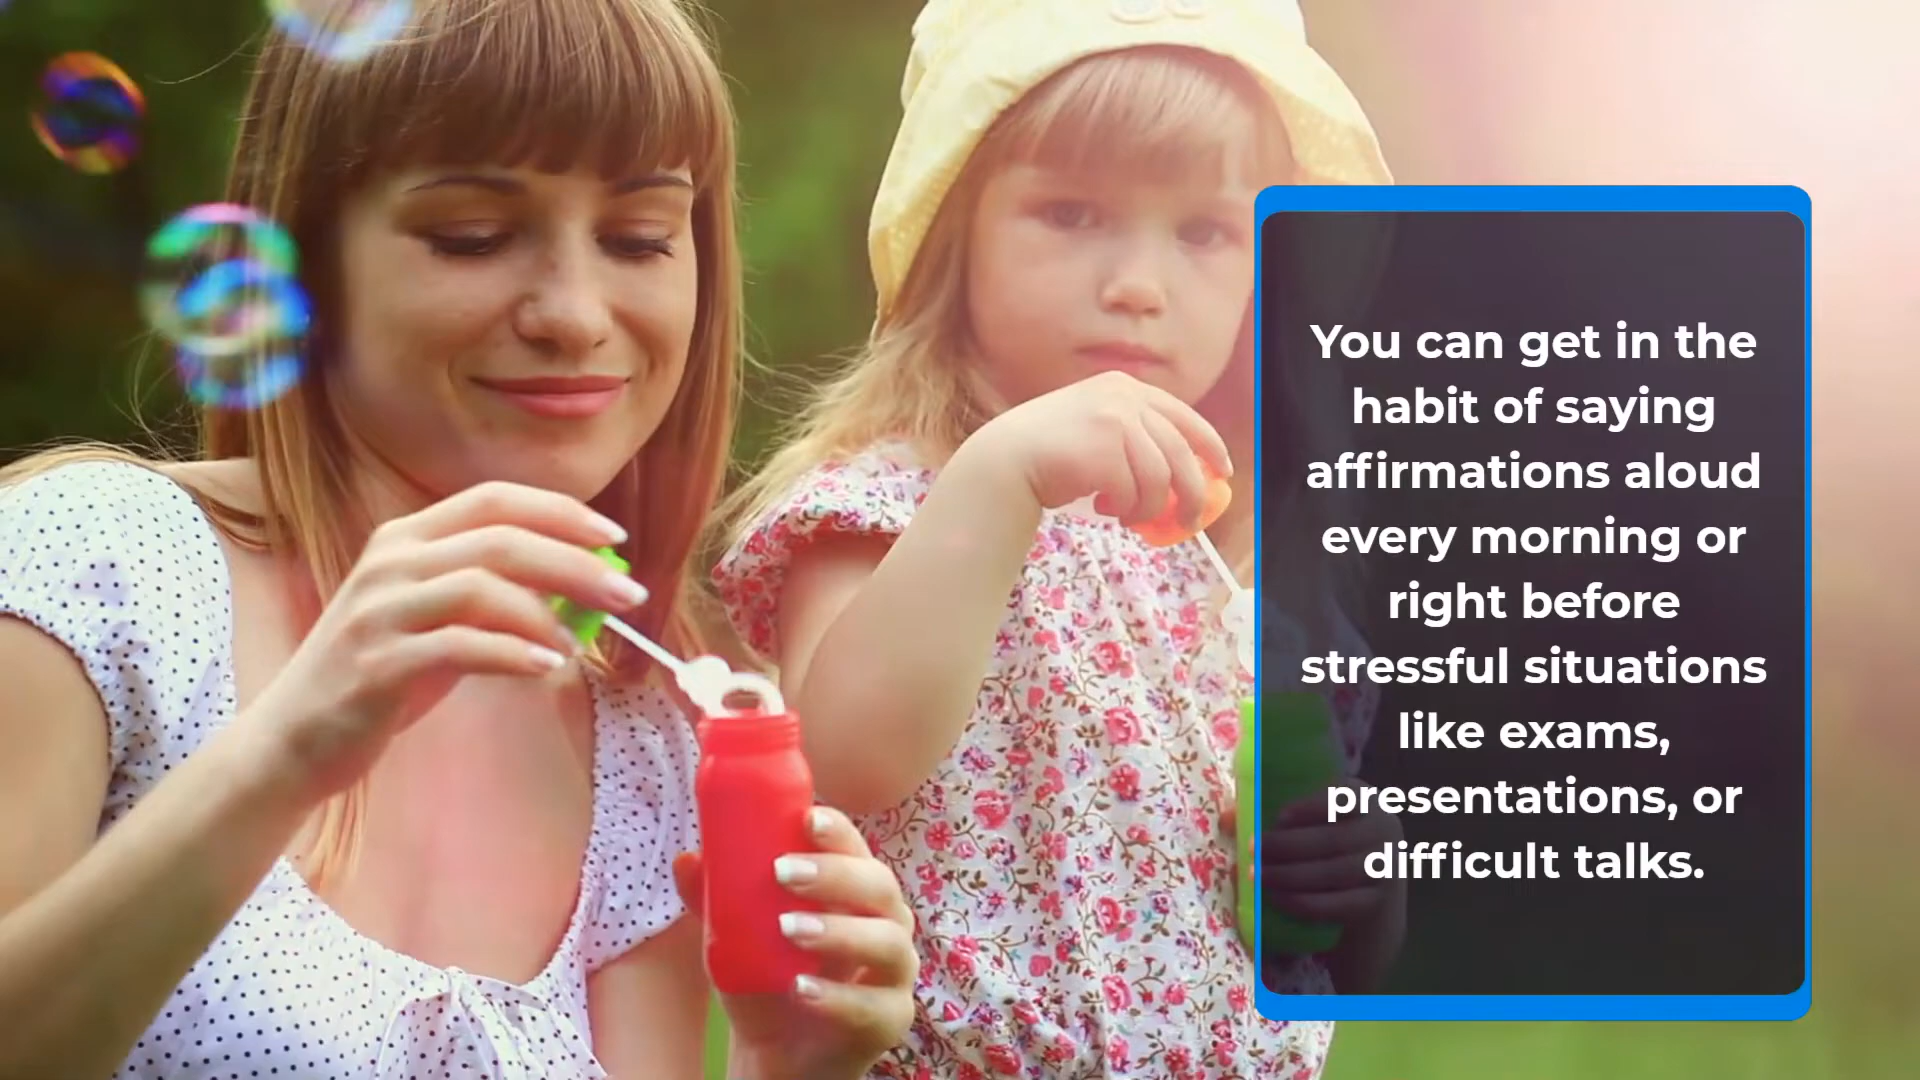 You can get in the
habit of saying
affirmations aloud
every morning or
right before
stressful situations
like exams,
presentations, or
difficult talks.